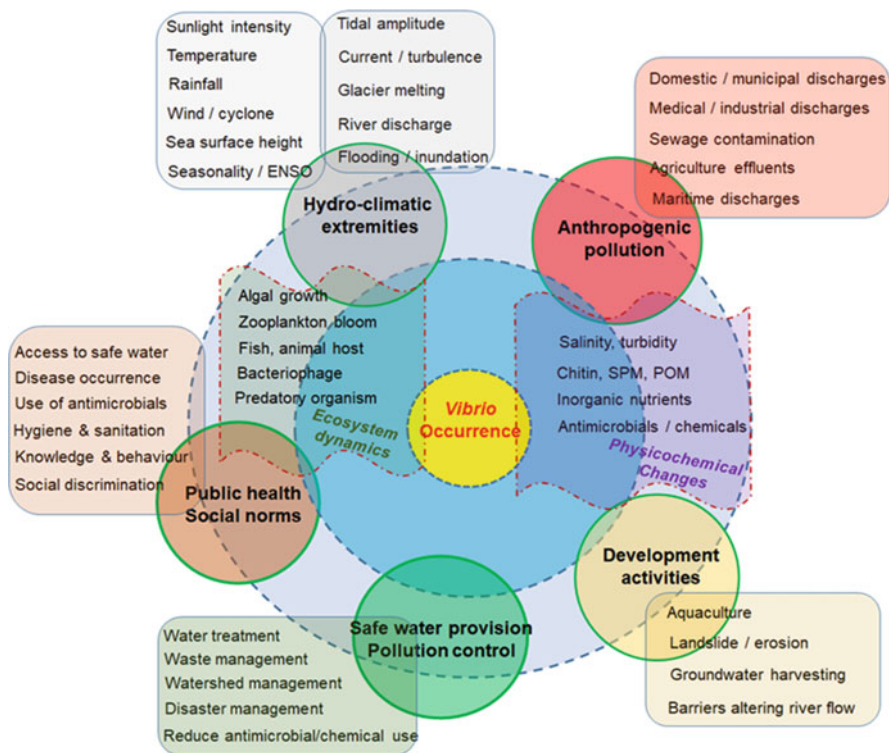 Sunlight intensity
Temperature
Rainfall
Wind / cyclone
Sea surface height
Seasonality / ENSO
Tidal amplitude
Current / turbulence
Glacier melting
River discharge
Flooding / inundation
Hydro-climatic
extremities
Domestic / municipal discharges
Medical / industrial discharges
Sewage contamination
Agriculture effluents
Maritime discharges
Anthropogenic
pollution
Algal growth
Zooplankton bloom
Fish, animal host
Bacteriophage
Predatory organism
Ecosystem
dynamics
Vibrio
Occurrence
Salinity, turbidity
Chitin, SPM, POM
Inorganic nutrients
Antimicrobials / chemicals
Physicochemical
Changes
Access to safe water
Disease occurrence
Use of antimicrobials
Hygiene & sanitation
Knowledge & behaviour
Social discrimination
Public health
Social norms
Development
activities
Aquaculture
Landslide / erosion
Groundwater harvesting
Barriers altering river flow
Safe water provision
Pollution control
Water treatment
Waste management
Watershed management
Disaster management
Reduce antimicrobial/chemical use